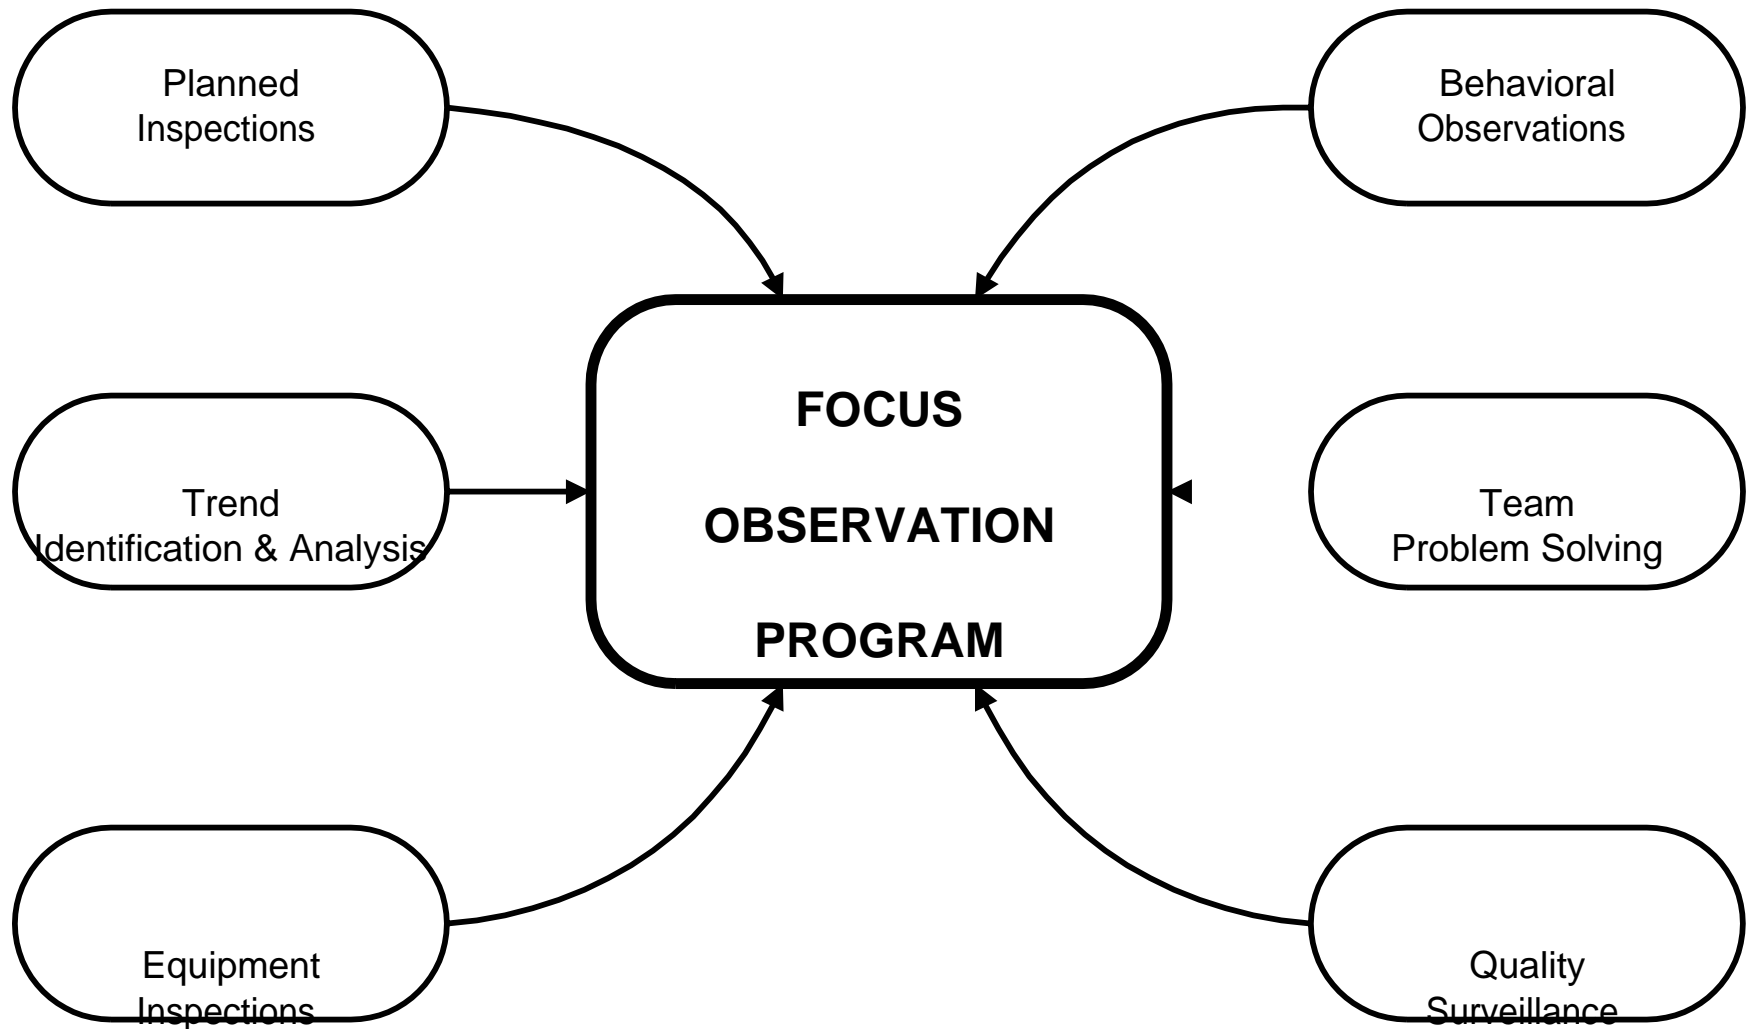 Planned
Inspections
Behavioral
Observations
FOCUS
OBSERVATION
PROGRAM
Trend
Identification & Analysis
Team
Problem Solving
Equipment
Inspections
Quality
Surveillance